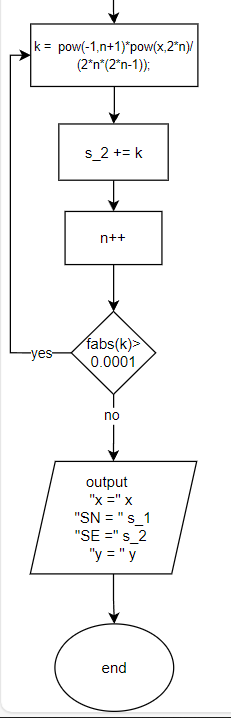 k = pow(-1,n+1)*pow(x,2*n)/
(2*n*(2*n-1));
s_2 += k
n++
fabs(k)>
0.0001
yes
no
output
"x =" x
"SN = " s_1
"SE =" s_2
"y = " y
end